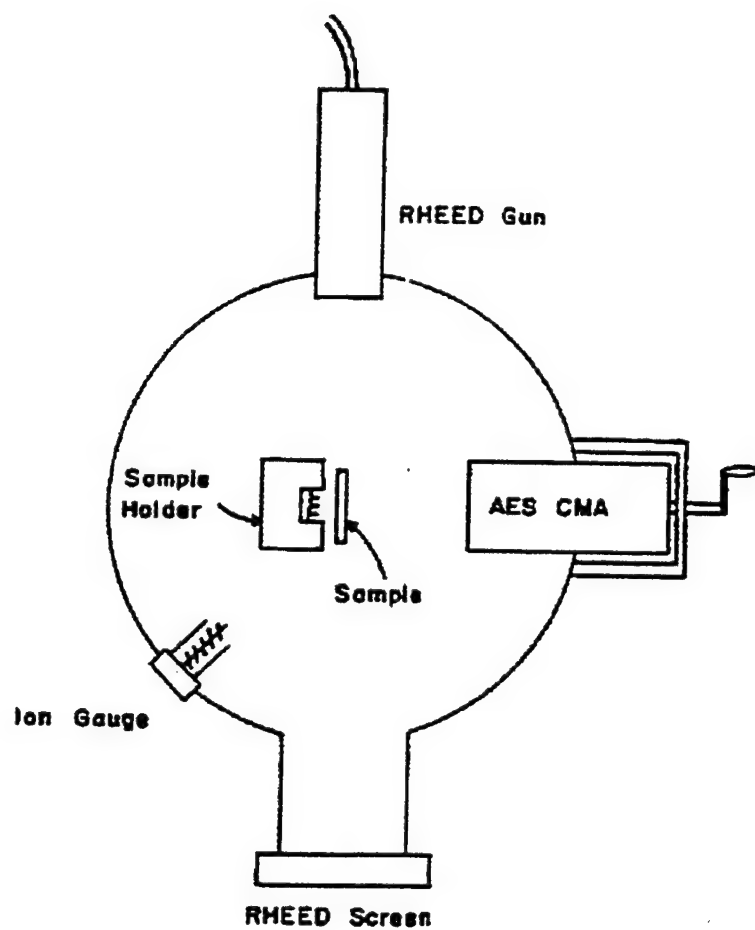 RHEED Gun
Sample
Holder
AES CMA
Sample
Ion Gauge
RHEED Screen